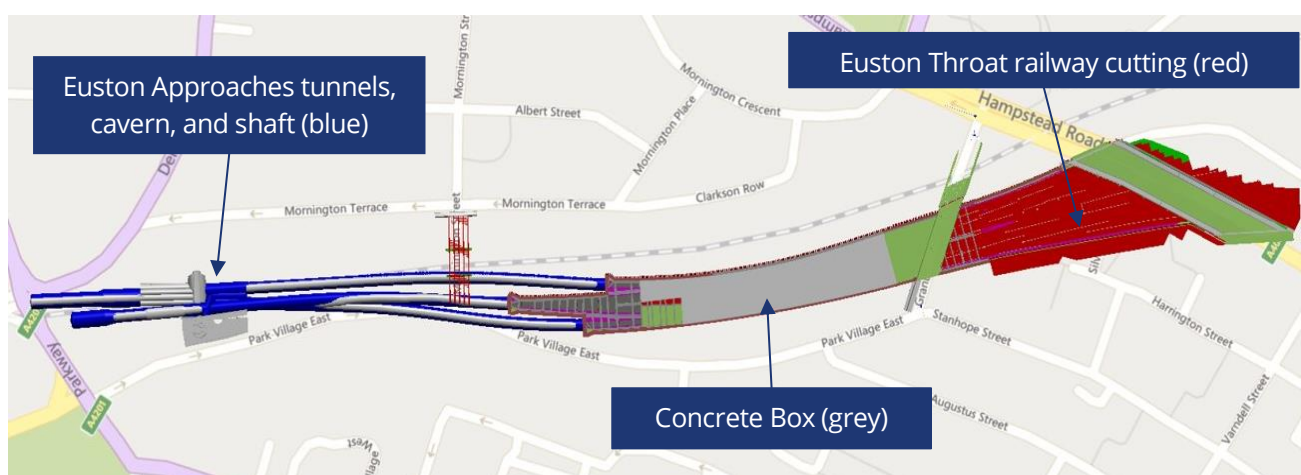 Euston Approaches tunnels,
cavern, and shaft (blue)
Euston Throat railway cutting (red)
Concrete Box (grey)
Mornington Street
Albert Street
Mornington Place
Mornington Crescent
Hampstead Road
Clarkson Row
Mornington Terrace
Mornington Terrace
Park Village East
Park Village East
Park Village East
Parkway
A4201
Stanhope Street
Harrington Street
Augustus Street
Varndell Street
Village
West